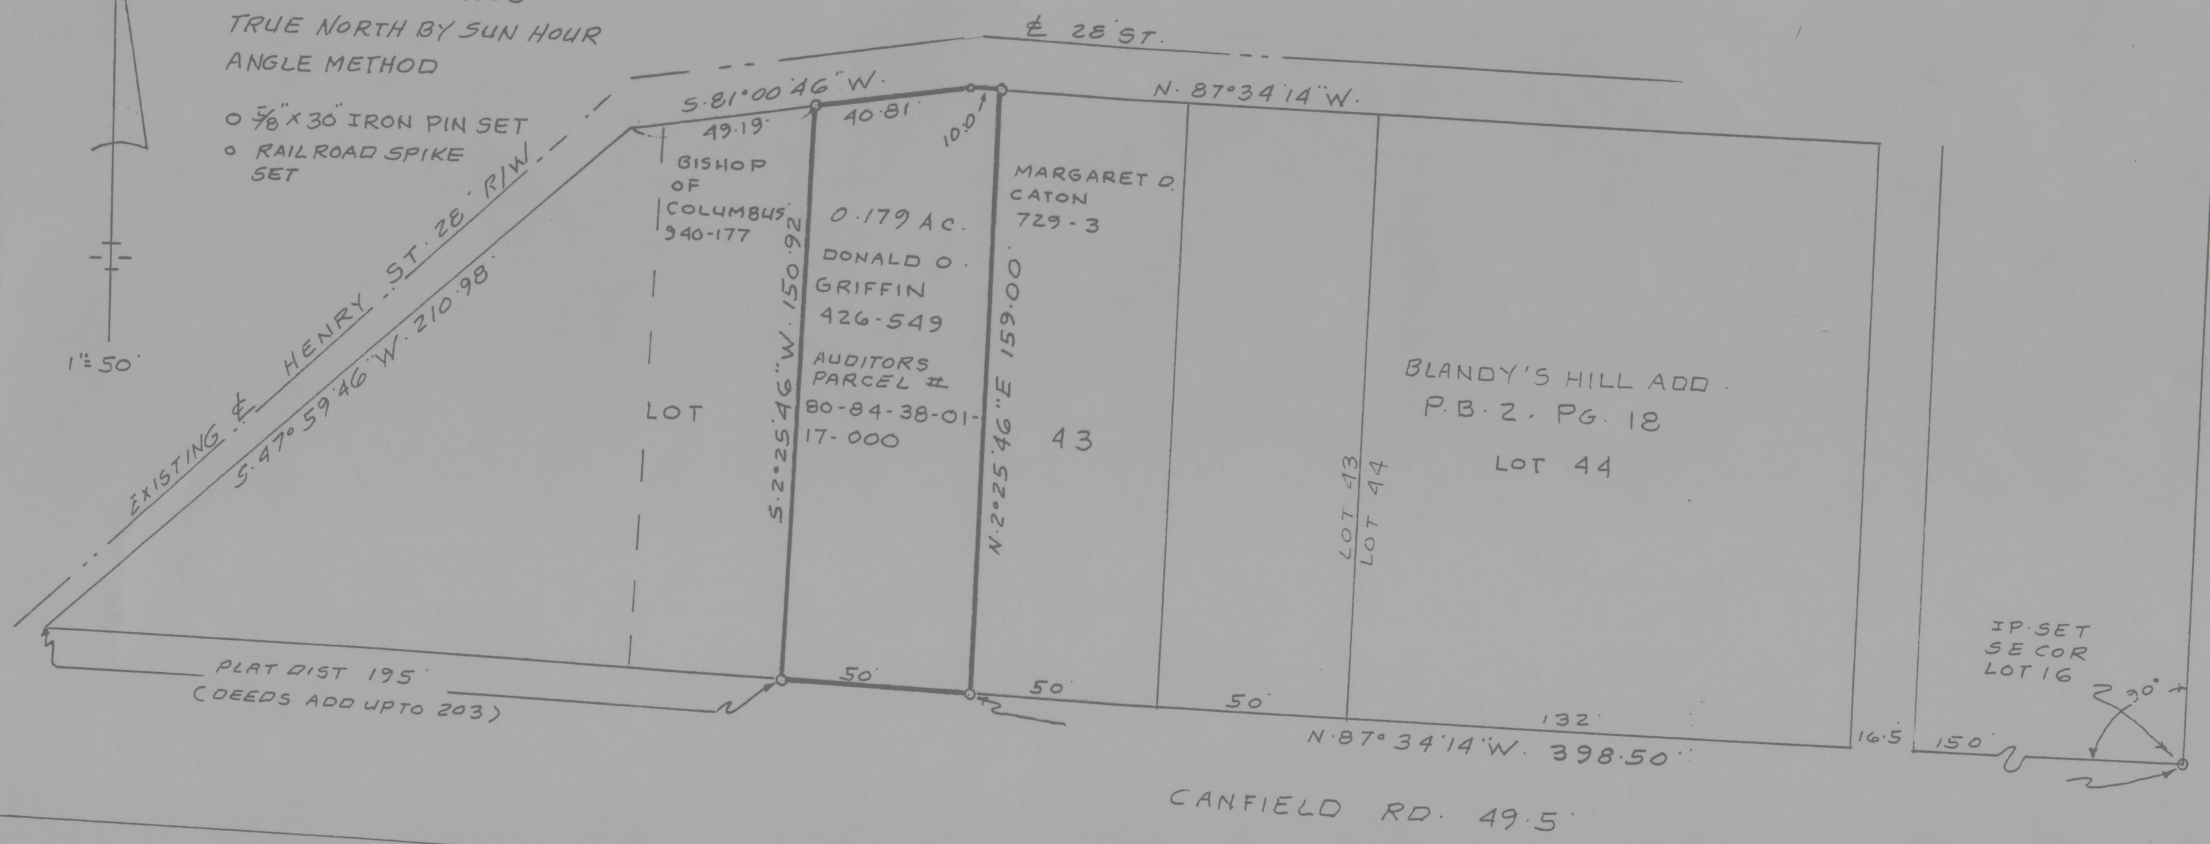 TRUE NORTH BY SUN HOUR
ANGLE METHOD
O 5/8"X30" IRON PIN SET
o RAILROAD SPIKE
SET
1"=50'
EXISTING ℄ HENRY ST. 28' R/W
S.47°59'46"W. 210.98'
℄ 28' ST.
S.81°00'46"W.
49.19'
40.81'
10.0'
N. 87°34'14"W.
BISHOP
OF
COLUMBUS
940-177
S.2°25'46"W. 150.92
0.179 AC.
DONALD O.
GRIFFIN
426-549
AUDITORS
PARCEL #
80-84-38-01-
17-000
N.2°25'46"E 159.00'
MARGARET D.
CATON
729-3
LOT
43
LOT 43
LOT 44
BLANDY'S HILL ADD.
P.B. 2. PG. 18
LOT 44
IP. SET
SE COR
LOT 16
90°
PLAT DIST 195'
(DEEDS ADD UP TO 203)
50'
50'
50'
132'
16.5
150'
N.87°34'14"W. 398.50'
CANFIELD RD. 49.5'